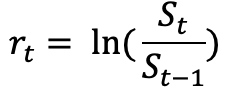 r_t = ln(S_t / S_{t−1})